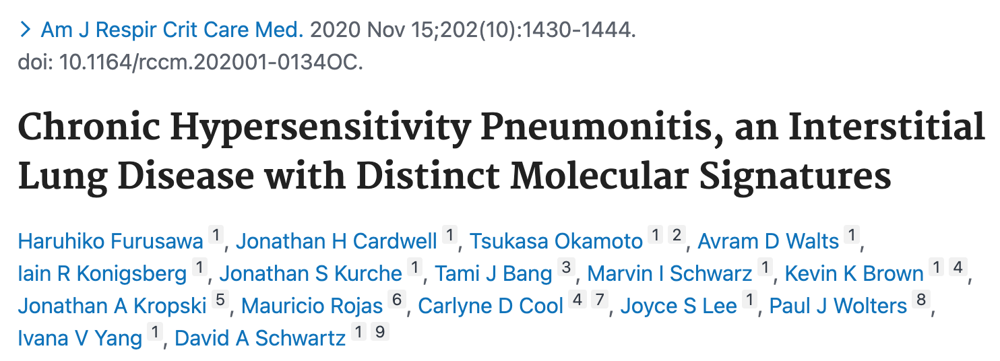 > Am J Respir Crit Care Med. 2020 Nov 15;202(10):1430-1444.
doi: 10.1164/rccm.202001-0134OC.
Chronic Hypersensitivity Pneumonitis, an Interstitial
Lung Disease with Distinct Molecular Signatures
Haruhiko Furusawa 1, Jonathan H Cardwell 1, Tsukasa Okamoto 1 2, Avram D Walts 1,
Iain R Konigsberg 1, Jonathan S Kurche 1, Tami J Bang 3, Marvin I Schwarz 1, Kevin K Brown 1 4,
Jonathan A Kropski 5, Mauricio Rojas 6, Carlyne D Cool 4 7, Joyce S Lee 1, Paul J Wolters 8,
Ivana V Yang 1, David A Schwartz 1 9